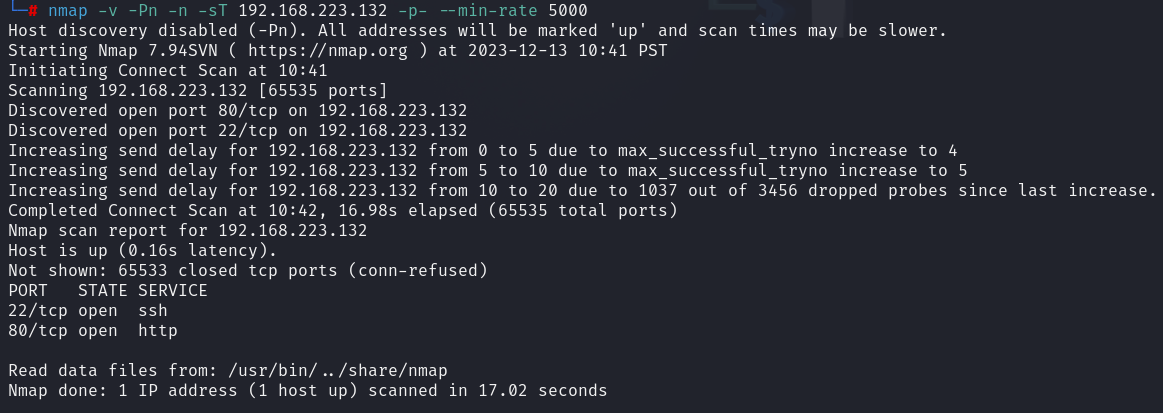 └─# nmap -v -Pn -n -sT 192.168.223.132 -p- --min-rate 5000
Host discovery disabled (-Pn). All addresses will be marked 'up' and scan times may be slower.
Starting Nmap 7.94SVN ( https://nmap.org ) at 2023-12-13 10:41 PST
Initiating Connect Scan at 10:41
Scanning 192.168.223.132 [65535 ports]
Discovered open port 80/tcp on 192.168.223.132
Discovered open port 22/tcp on 192.168.223.132
Increasing send delay for 192.168.223.132 from 0 to 5 due to max_successful_tryno increase to 4
Increasing send delay for 192.168.223.132 from 5 to 10 due to max_successful_tryno increase to 5
Increasing send delay for 192.168.223.132 from 10 to 20 due to 1037 out of 3456 dropped probes since last increase.
Completed Connect Scan at 10:42, 16.98s elapsed (65535 total ports)
Nmap scan report for 192.168.223.132
Host is up (0.16s latency).
Not shown: 65533 closed tcp ports (conn-refused)
PORT   STATE SERVICE
22/tcp open  ssh
80/tcp open  http

Read data files from: /usr/bin/../share/nmap
Nmap done: 1 IP address (1 host up) scanned in 17.02 seconds